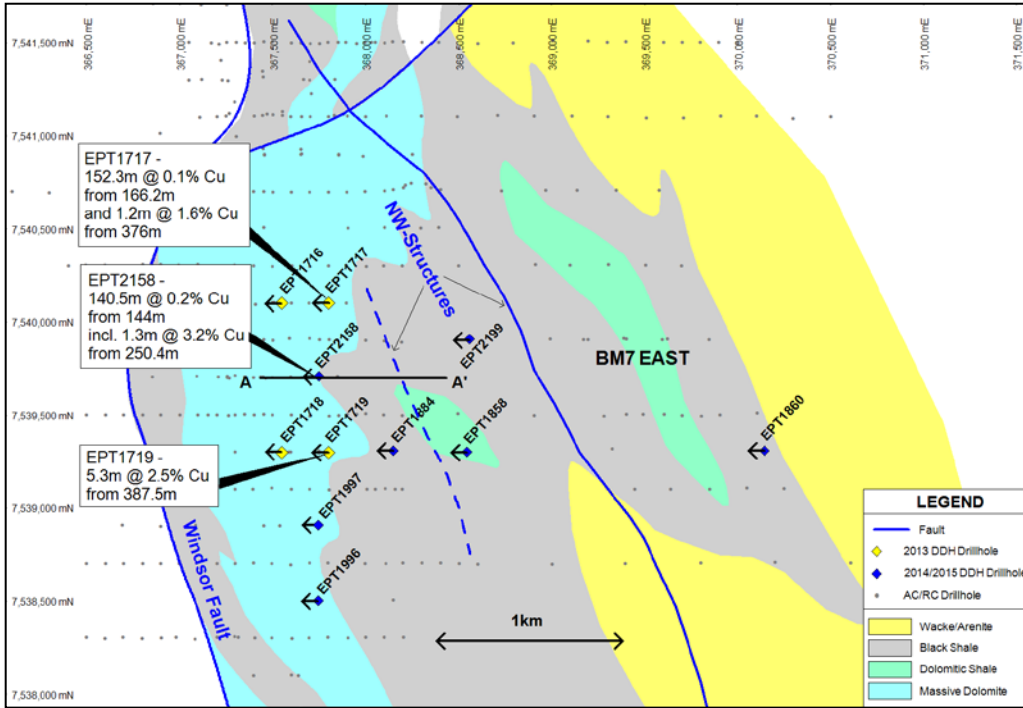 366,500 mE
367,000 mE
367,500 mE
368,000 mE
368,500 mE
369,000 mE
369,500 mE
370,000 mE
370,500 mE
371,000 mE
7,541,500 mN
7,541,000 mN
EPT1717 -
152.3m @ 0.1% Cu
from 166.2m
and 1.2m @ 1.6% Cu
from 376m
7,540,500 mN
NW-Structures
EPT1716
EPT1717
EPT2158 -
140.5m @ 0.2% Cu
from 144m
incl. 1.3m @ 3.2% Cu
from 250.4m
7,540,000 mN
EPT2158
EPT2199
BM7 EAST
A
A'
7,539,500 mN
EPT1718
EPT1719
EPT1884
EPT1858
EPT1860
EPT1719 -
5.3m @ 2.5% Cu
from 387.5m
7,539,000 mN
EPT1997
Windsor Fault
EPT1996
7,538,500 mN
1km
7,538,000 mN
LEGEND
Fault
2013 DDH Drillhole
2014/2015 DDH Drillhole
AC/RC Drillhole
Wacke/Arenite
Black Shale
Dolomitic Shale
Massive Dolomite